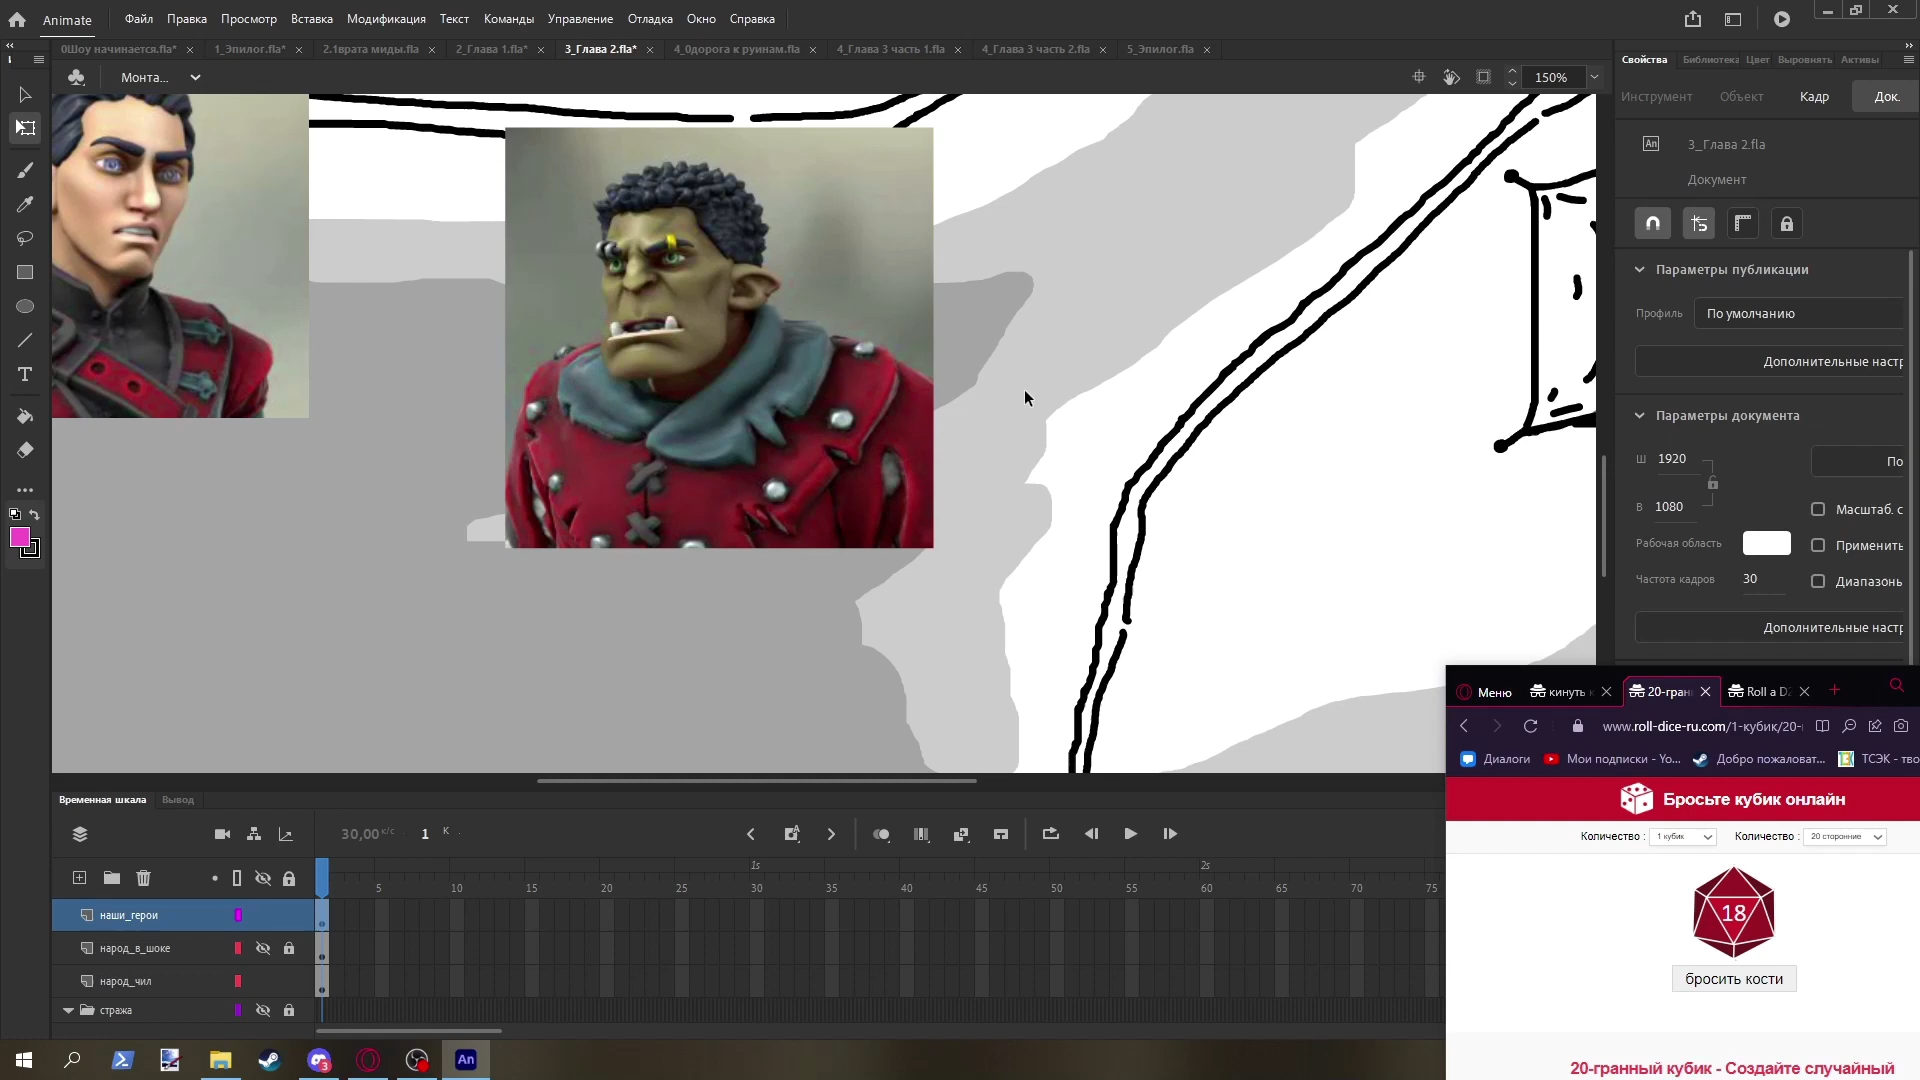 Animate
Файл Правка Просмотр Вставка Модификация Текст Команды Управление Отладка Окно Справка
0Шоу начинается.fla* 1_Эпилог.fla* 2.1врата миды.fla 2_Глава 1.fla* 3_Глава 2.fla* 4_0дорога к руинам.fla 4_Глава 3 часть 1.fla 4_Глава 3 часть 2.fla 5_Эпилог.fla
Свойства Библиотека Цвет Выровнять Активы
Монта...
150%
Инструмент Объект Кадр Док.
An 3_Глава 2.fla
Документ
Параметры публикации
Профиль По умолчанию
Дополнительные настр
Параметры документа
Ш 1920
По
В 1080
Масштаб. с
Рабочая область
Применить
Частота кадров 30
Диапазонь
Дополнительные настр
Меню кинуть к 20-гран Roll a D2
www.roll-dice-ru.com/1-кубик/20-
Диалоги Мои подписки - Yo... Добро пожаловат... ТСЭК - тво
Бросьте кубик онлайн
Количество : 1 кубик Количество : 20 сторонние
18
бросить кости
20-гранный кубик - Создайте случайный
Временная шкала Вывод
30,00 к/с 1 К
1s 2s
5 10 15 20 25 30 35 40 45 50 55 60 65 70 75
наши_герои
народ_в_шоке
народ_чил
стража
3
An